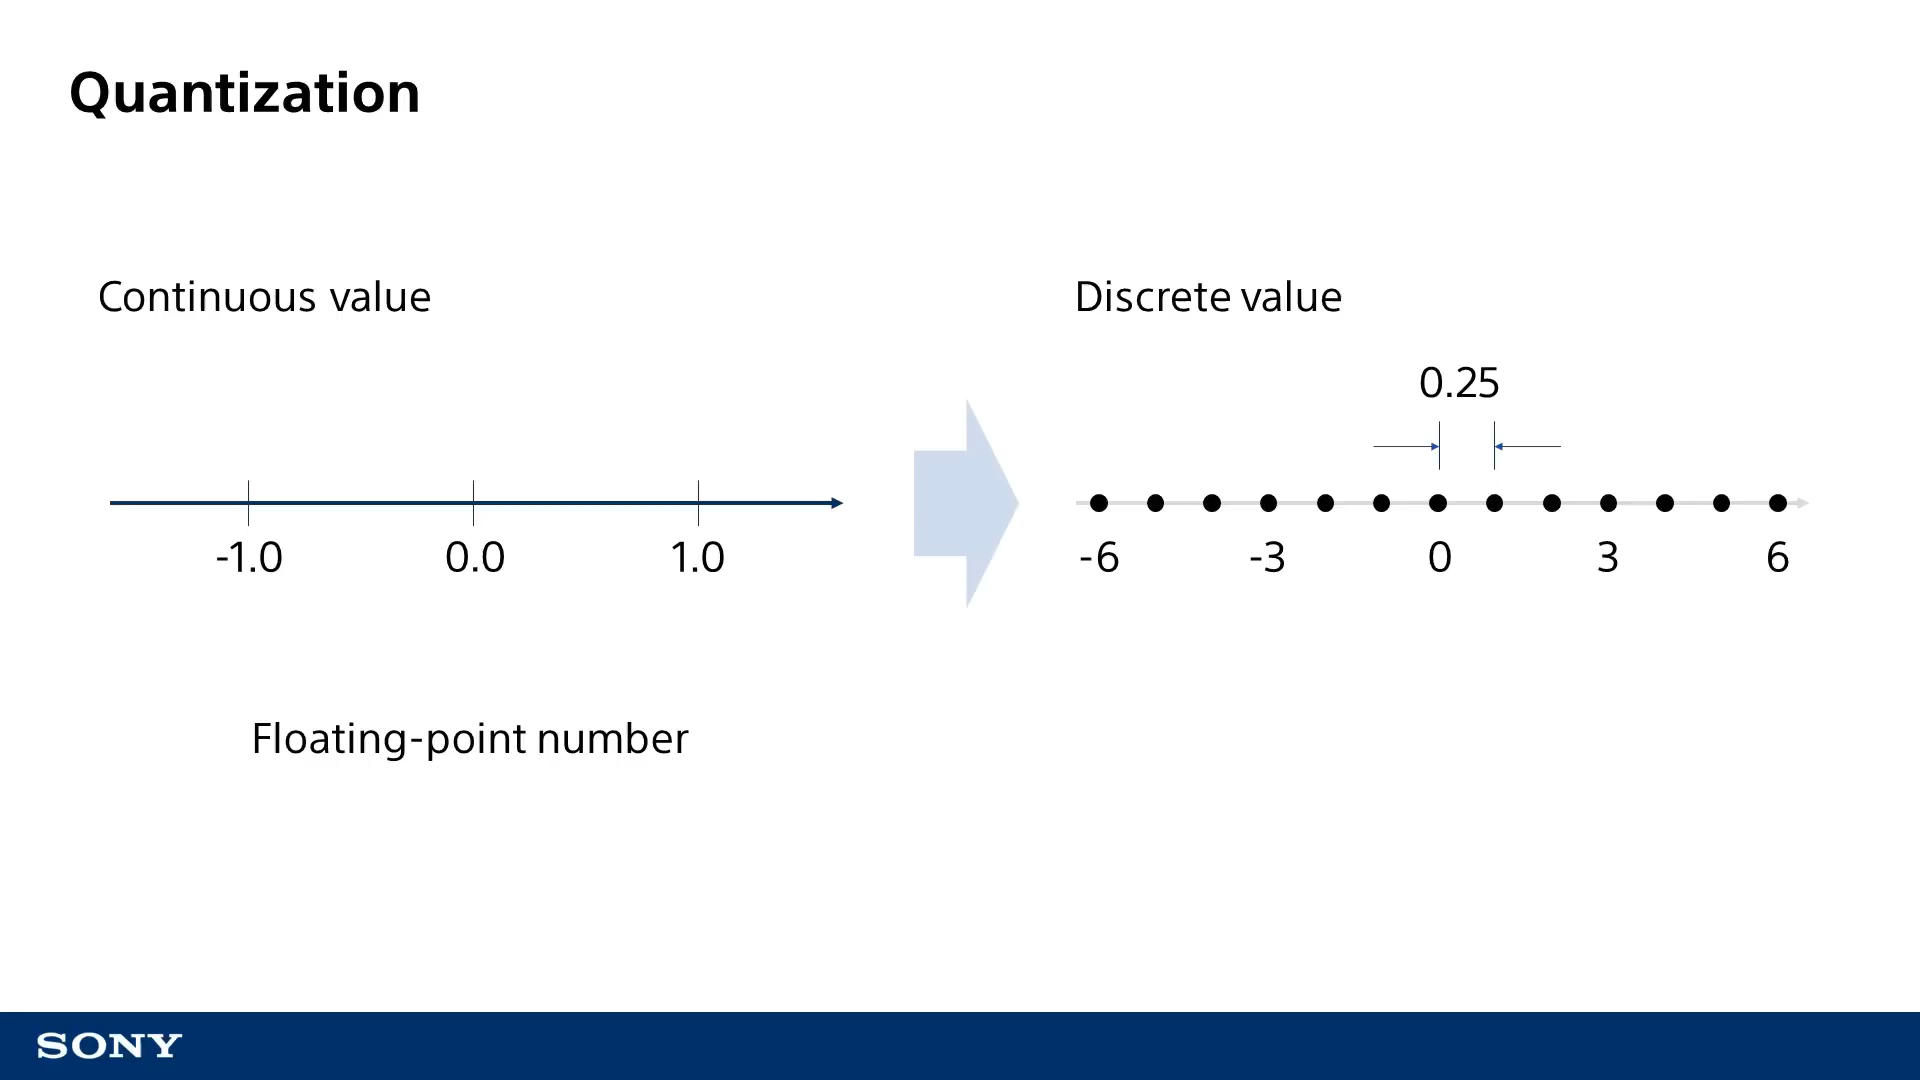 Quantization
Continuous value
-1.0 0.0 1.0
Floating-point number
Discrete value
0.25
-6 -3 0 3 6
SONY